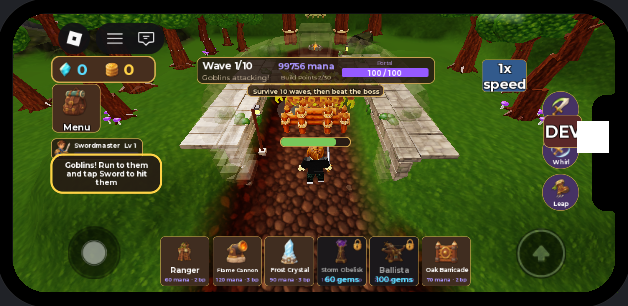 Wave 1/10
99756 mana
Portal
Goblins attacking!
Build Points 2/30
100/100
Survive 10 waves, then beat the boss
0
0
Menu
1x
speed
DEV
Whirl
Leap
Swordmaster Lv 1
Goblins! Run to them
and tap Sword to hit
them
Ranger
60 mana · 2 bp
Flame Cannon
120 mana · 3 bp
Frost Crystal
90 mana · 3 bp
Storm Obelisk
60 gems
Ballista
100 gems
Oak Barricade
70 mana · 2 bp